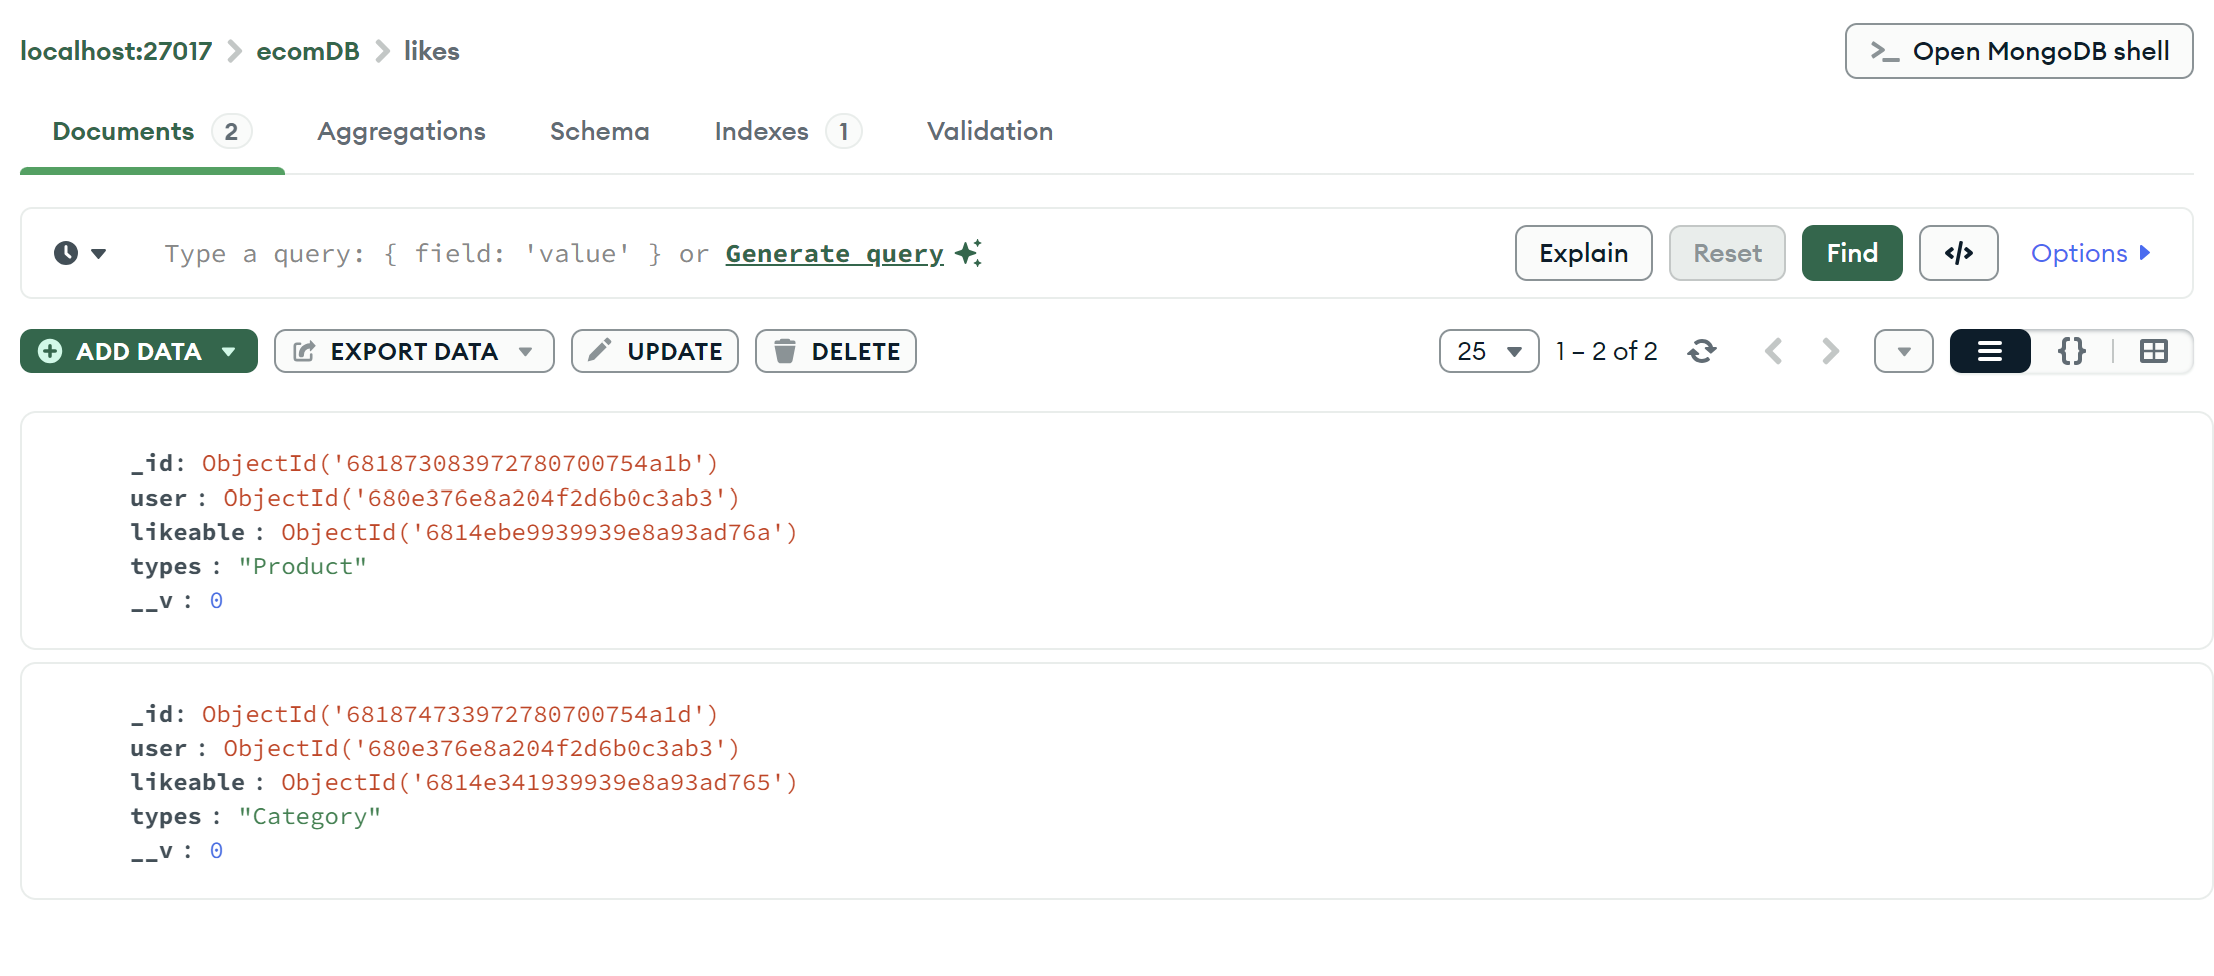 localhost:27017 > ecomDB > likes
>_ Open MongoDB shell
Documents 2 Aggregations Schema Indexes 1 Validation
Type a query: { field: 'value' } or Generate query
Explain Reset Find </> Options
ADD DATA EXPORT DATA UPDATE DELETE 25 1 – 2 of 2 {}
_id: ObjectId('6818730839727807007​54a1b')
user : ObjectId('680e376e8a204f2d6b0c3ab3')
likeable : ObjectId('6814ebe9939939e8a93ad76a')
types : "Product"
__v : 0
_id: ObjectId('681874733972780700754a1d')
user : ObjectId('680e376e8a204f2d6b0c3ab3')
likeable : ObjectId('6814e341939939e8a93ad765')
types : "Category"
__v : 0